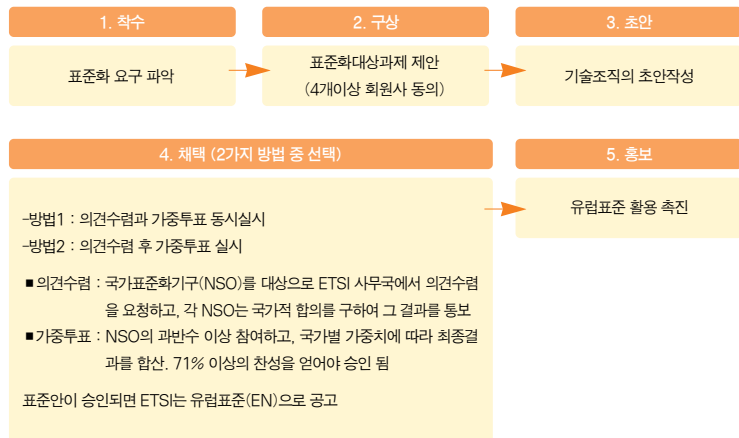 1. 착수
2. 구상
3. 초안
표준화 요구 파악
표준화대상과제 제안
(4개이상 회원사 동의)
기술조직의 초안작성
4. 채택 (2가지 방법 중 선택)
5. 홍보
-방법1 : 의견수렴과 가중투표 동시실시
-방법2 : 의견수렴 후 가중투표 실시
■의견수렴 : 국가표준화기구(NSO)를 대상으로 ETSI 사무국에서 의견수렴
을 요청하고, 각 NSO는 국가적 합의를 구하여 그 결과를 통보
■가중투표 : NSO의 과반수 이상 참여하고, 국가별 가중치에 따라 최종결
과를 합산. 71% 이상의 찬성을 얻어야 승인 됨
표준안이 승인되면 ETSI는 유럽표준(EN)으로 공고
유럽표준 활용 촉진